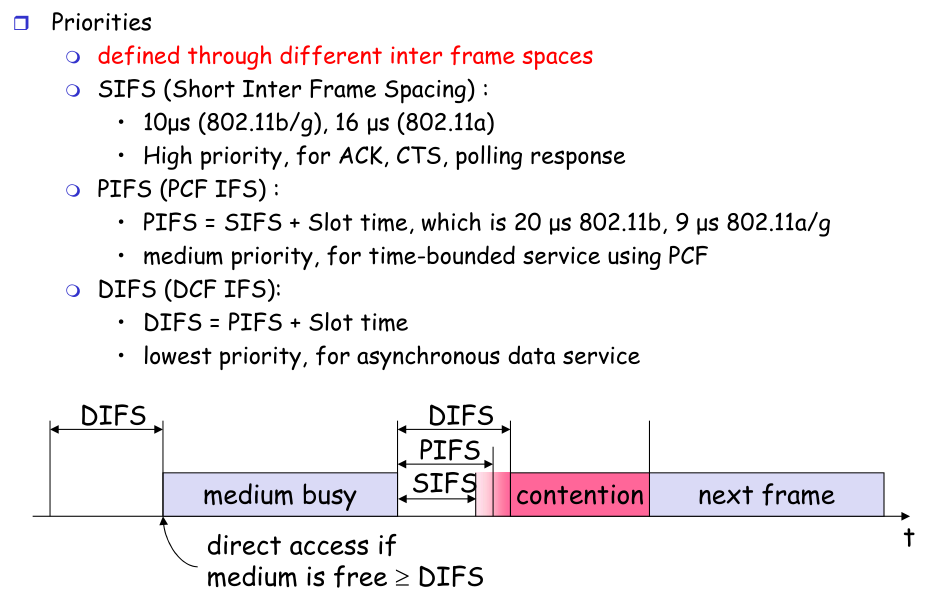 Priorities
defined through different inter frame spaces
SIFS (Short Inter Frame Spacing) :
10µs (802.11b/g), 16 µs (802.11a)
High priority, for ACK, CTS, polling response
PIFS (PCF IFS) :
PIFS = SIFS + Slot time, which is 20 µs 802.11b, 9 µs 802.11a/g
medium priority, for time-bounded service using PCF
DIFS (DCF IFS):
DIFS = PIFS + Slot time
lowest priority, for asynchronous data service
DIFS
DIFS
PIFS
SIFS
medium busy
contention
next frame
t
direct access if
medium is free ≥ DIFS